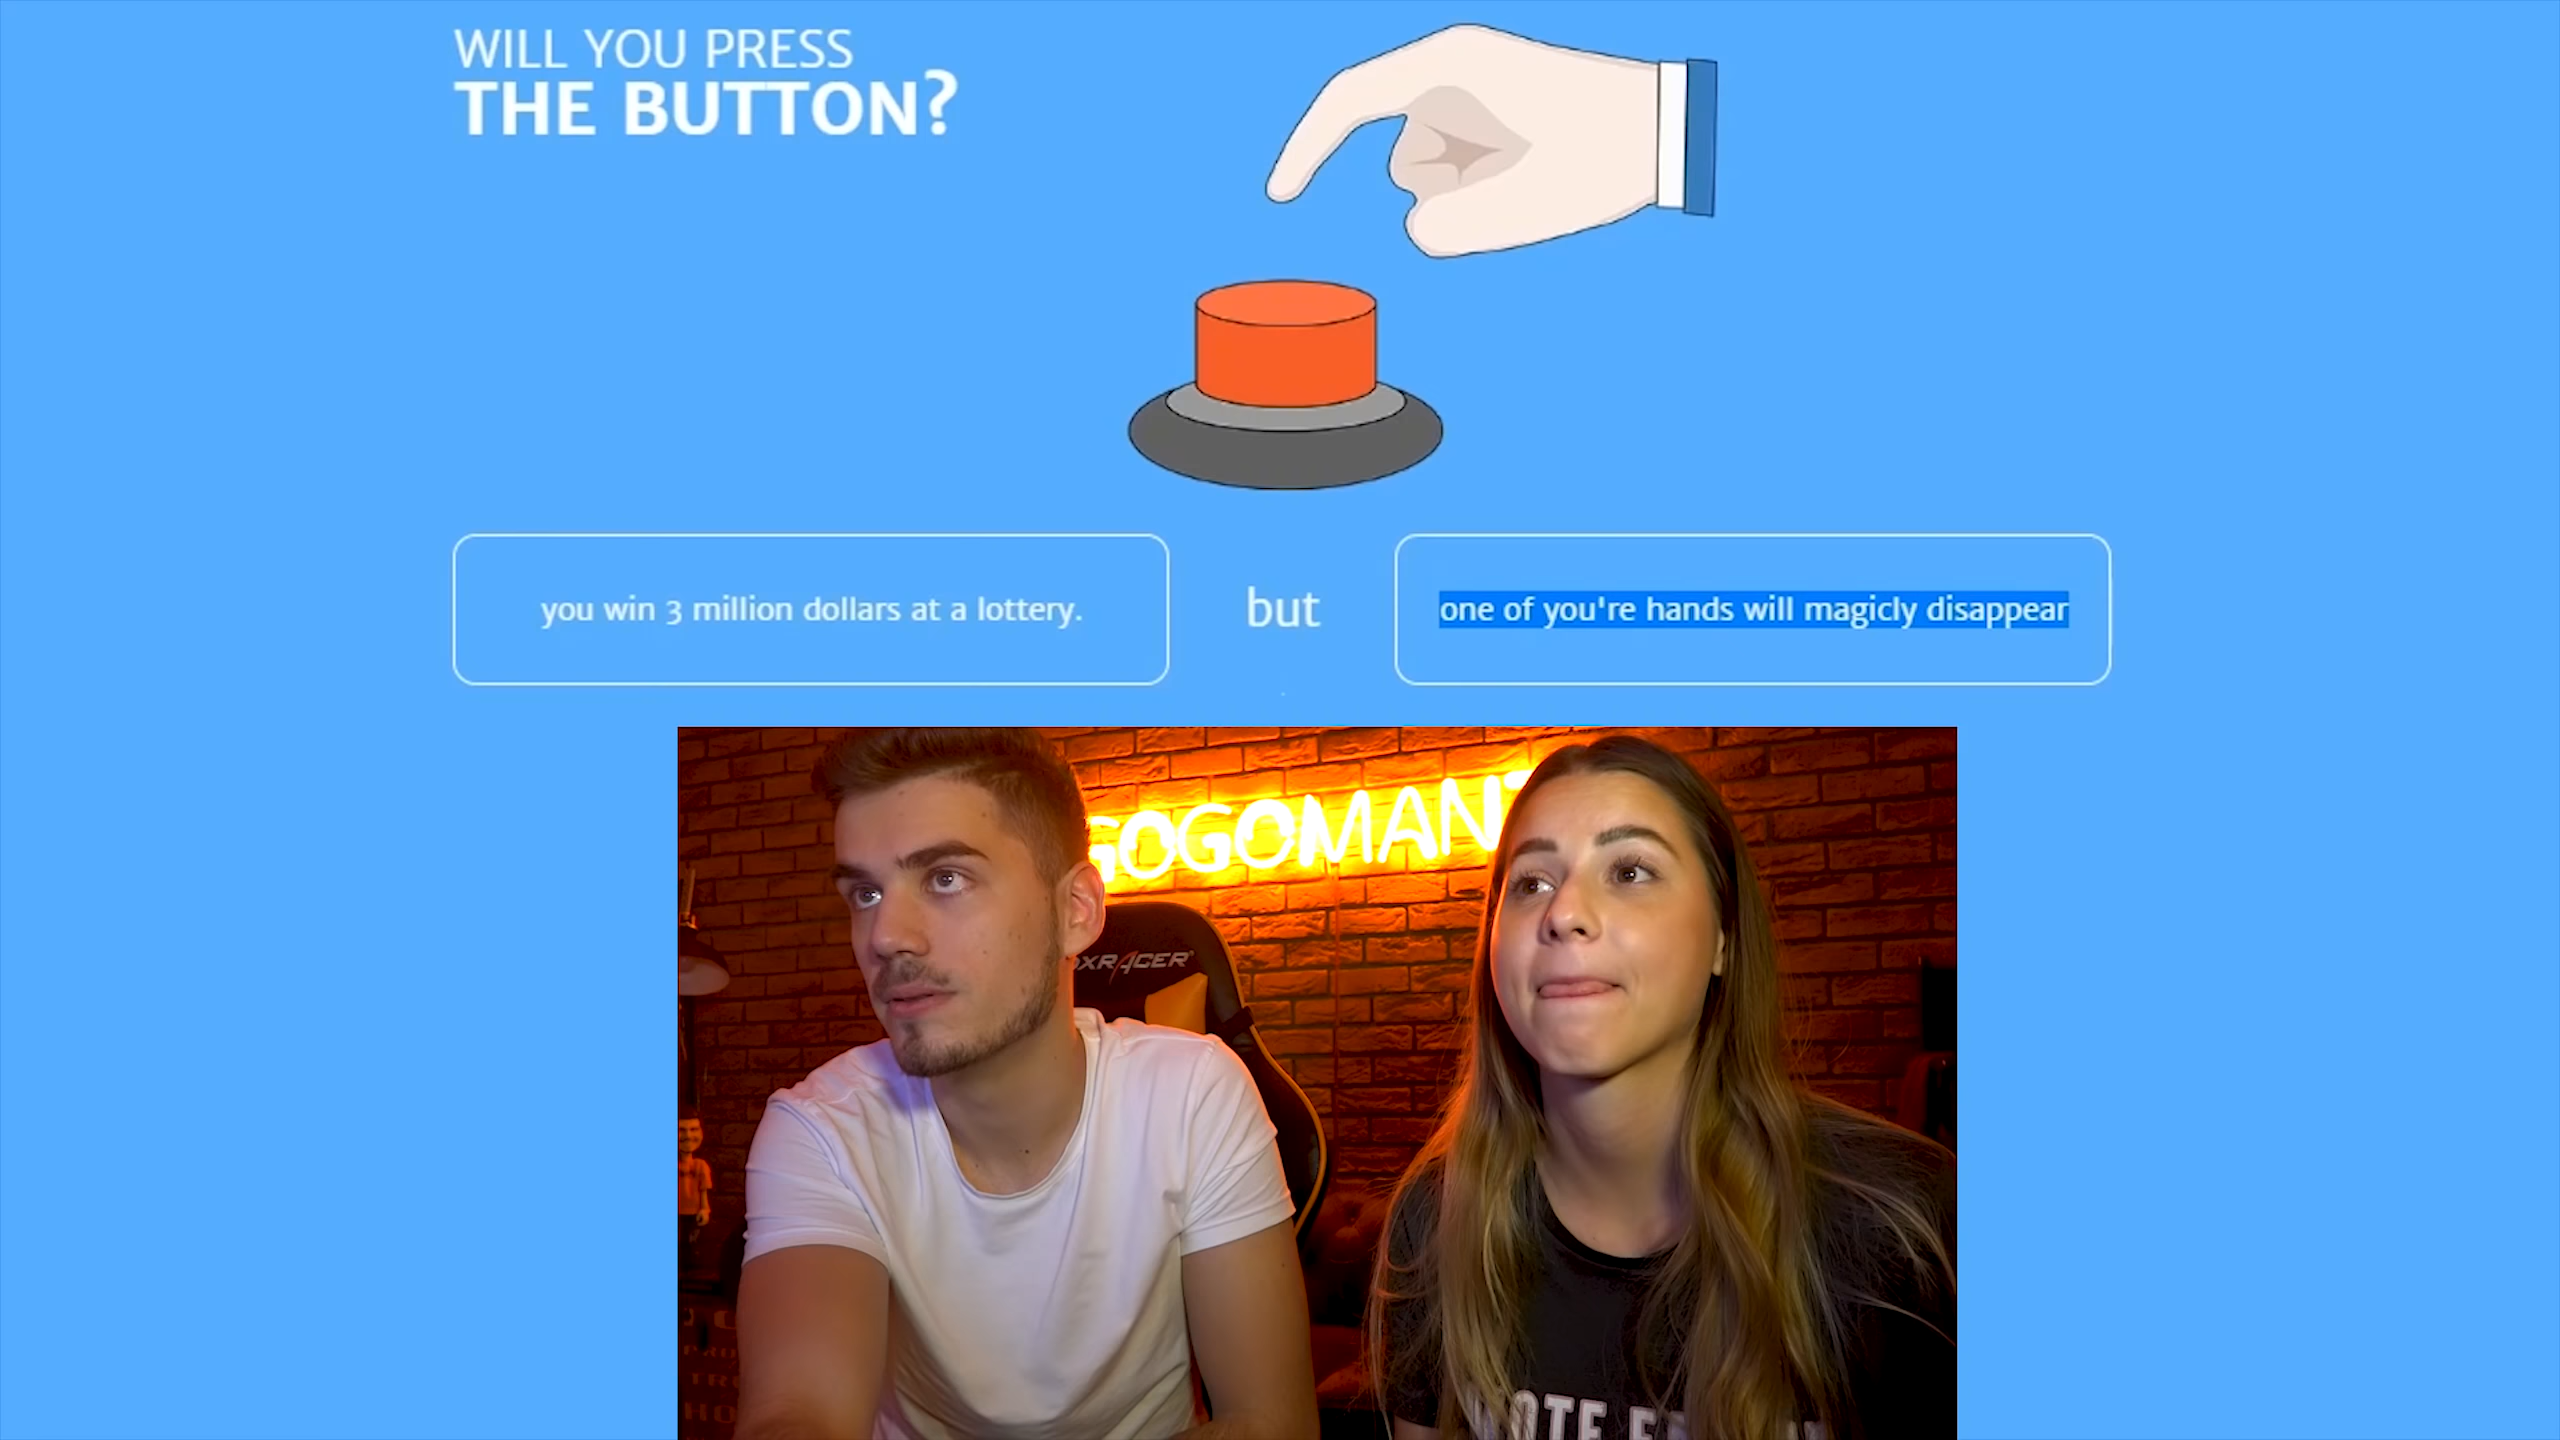 WILL YOU PRESS
THE BUTTON?
you win 3 million dollars at a lottery.
but
one of you're hands will magicly disappear
GOGOMAN
DXRACER